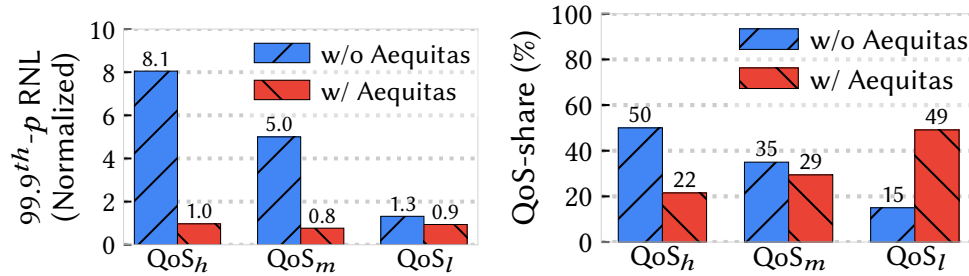 99.9th-p RNL
(Normalized)
10
8
6
4
2
0
w/o Aequitas
w/ Aequitas
8.1
1.0
5.0
0.8
1.3
0.9
QoSh
QoSm
QoSl
QoS-share (%)
100
80
60
40
20
0
w/o Aequitas
w/ Aequitas
50
22
35
29
15
49
QoSh
QoSm
QoSl